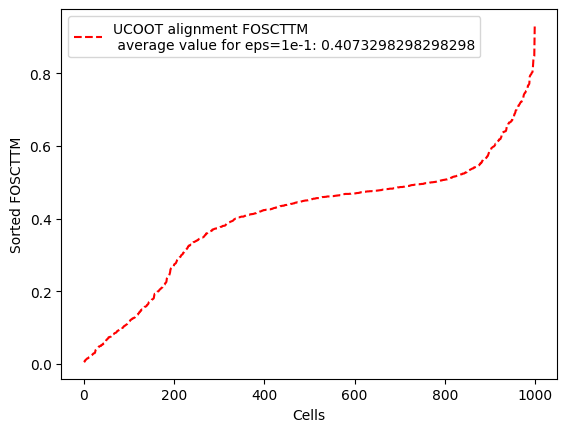 UCOOT alignment FOSCTTM
average value for eps=1e-1: 0.4073298298298298
Sorted FOSCTTM
0.8
0.6
0.4
0.2
0.0
0 200 400 600 800 1000
Cells